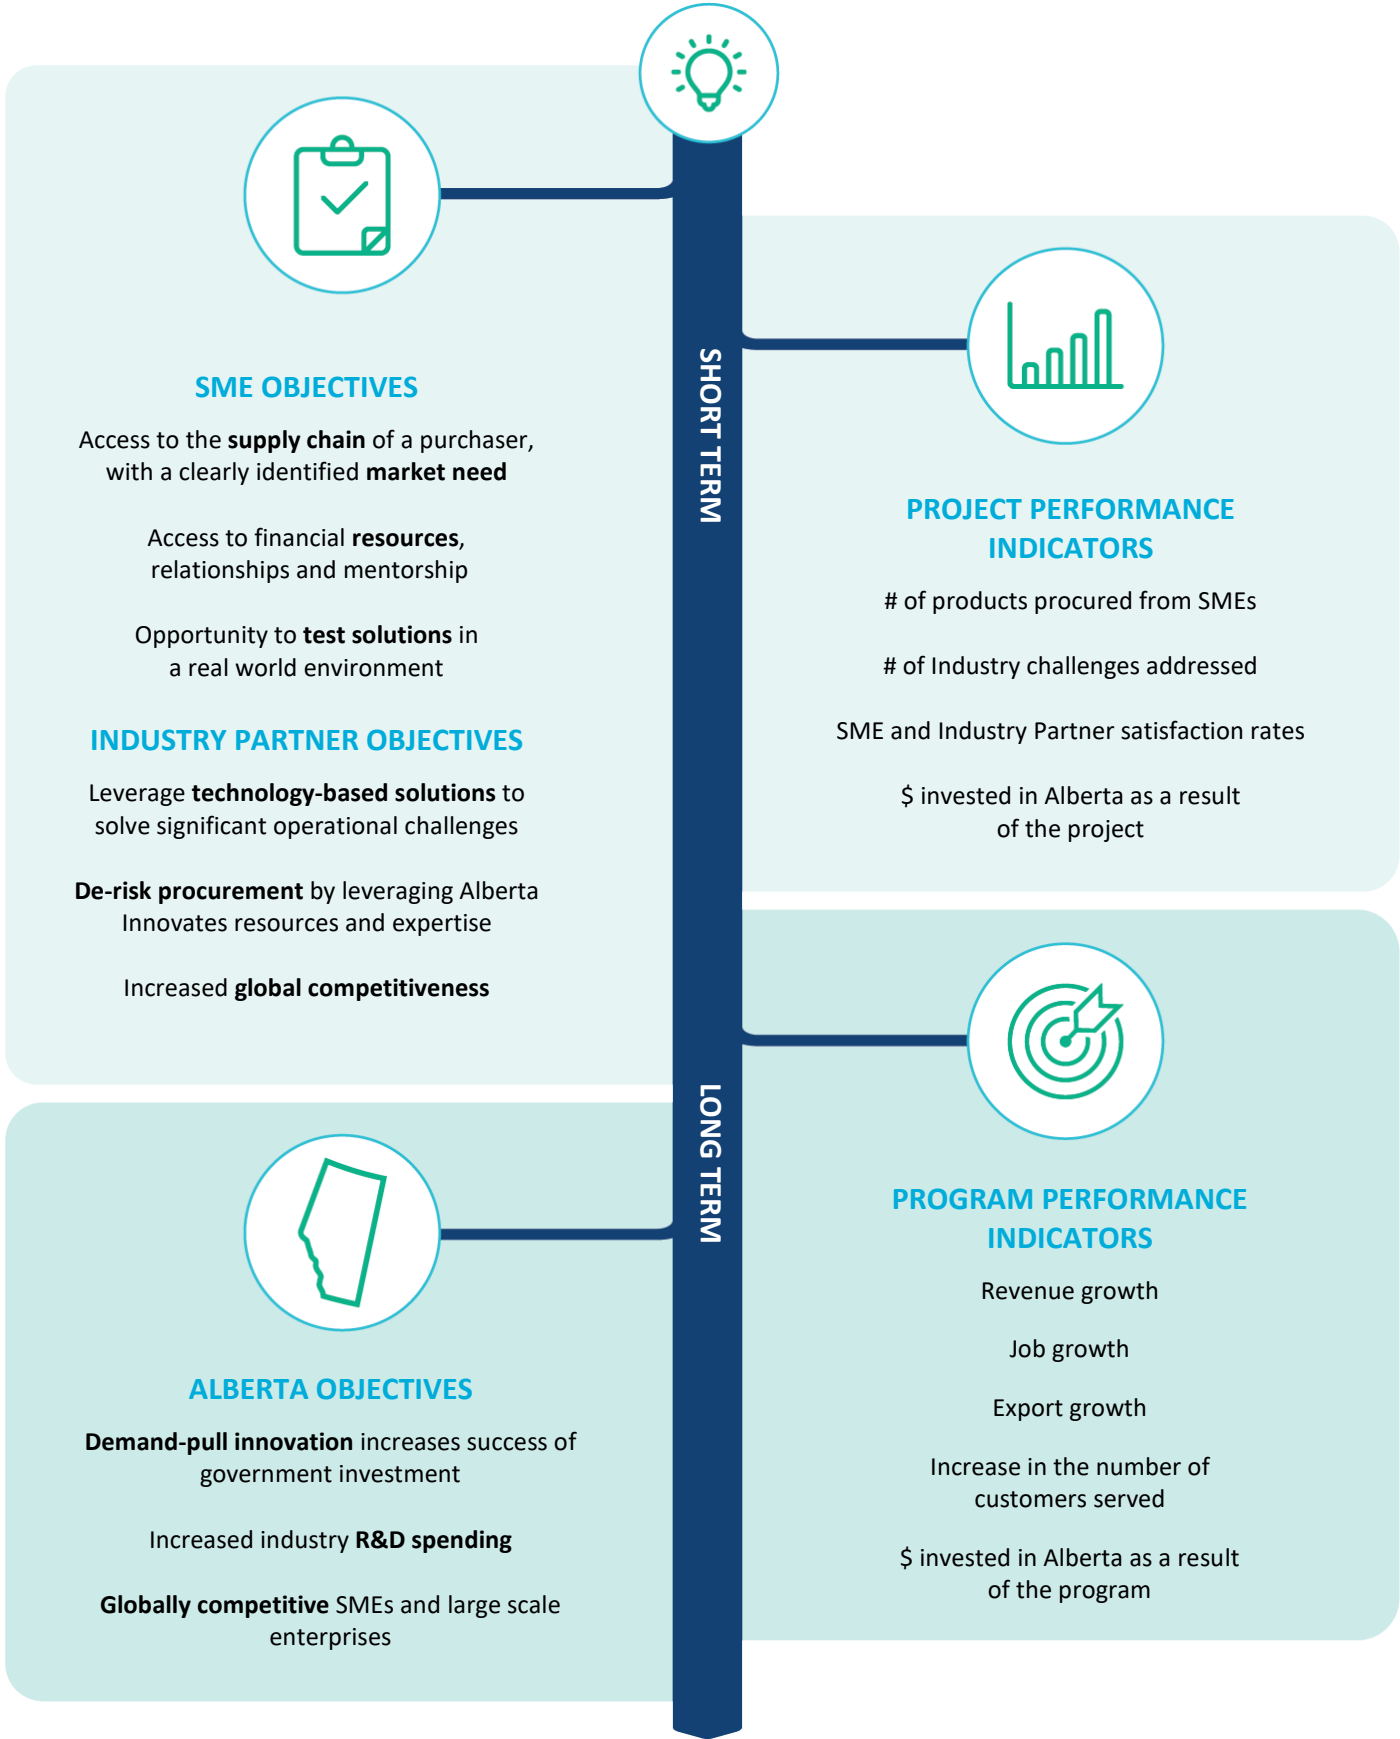 SHORT TERM
SME OBJECTIVES
Access to the supply chain of a purchaser,
with a clearly identified market need
Access to financial resources,
relationships and mentorship
Opportunity to test solutions in
a real world environment
INDUSTRY PARTNER OBJECTIVES
Leverage technology-based solutions to
solve significant operational challenges
De-risk procurement by leveraging Alberta
Innovates resources and expertise
Increased global competitiveness
PROJECT PERFORMANCE
INDICATORS
# of products procured from SMEs
# of Industry challenges addressed
SME and Industry Partner satisfaction rates
$ invested in Alberta as a result
of the project
LONG TERM
ALBERTA OBJECTIVES
Demand-pull innovation increases success of
government investment
Increased industry R&D spending
Globally competitive SMEs and large scale
enterprises
PROGRAM PERFORMANCE
INDICATORS
Revenue growth
Job growth
Export growth
Increase in the number of
customers served
$ invested in Alberta as a result
of the program